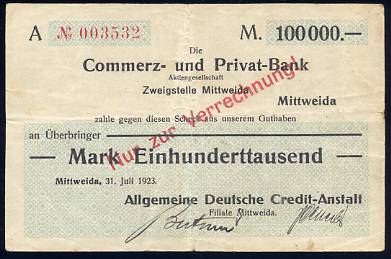 A № 003532 M. 100000.—
Die
Commerz- und Privat-Bank
Aktiengesellschaft
Zweigstelle Mittweida
Mittweida
zahle gegen diesen Scheck aus unserem Guthaben
an Überbringer
Nur zur Verrechnung!
— Mark Einhunderttausend —
Mittweida, 31. Juli 1923.
Allgemeine Deutsche Credit-Anstalt
Filiale Mittweida.